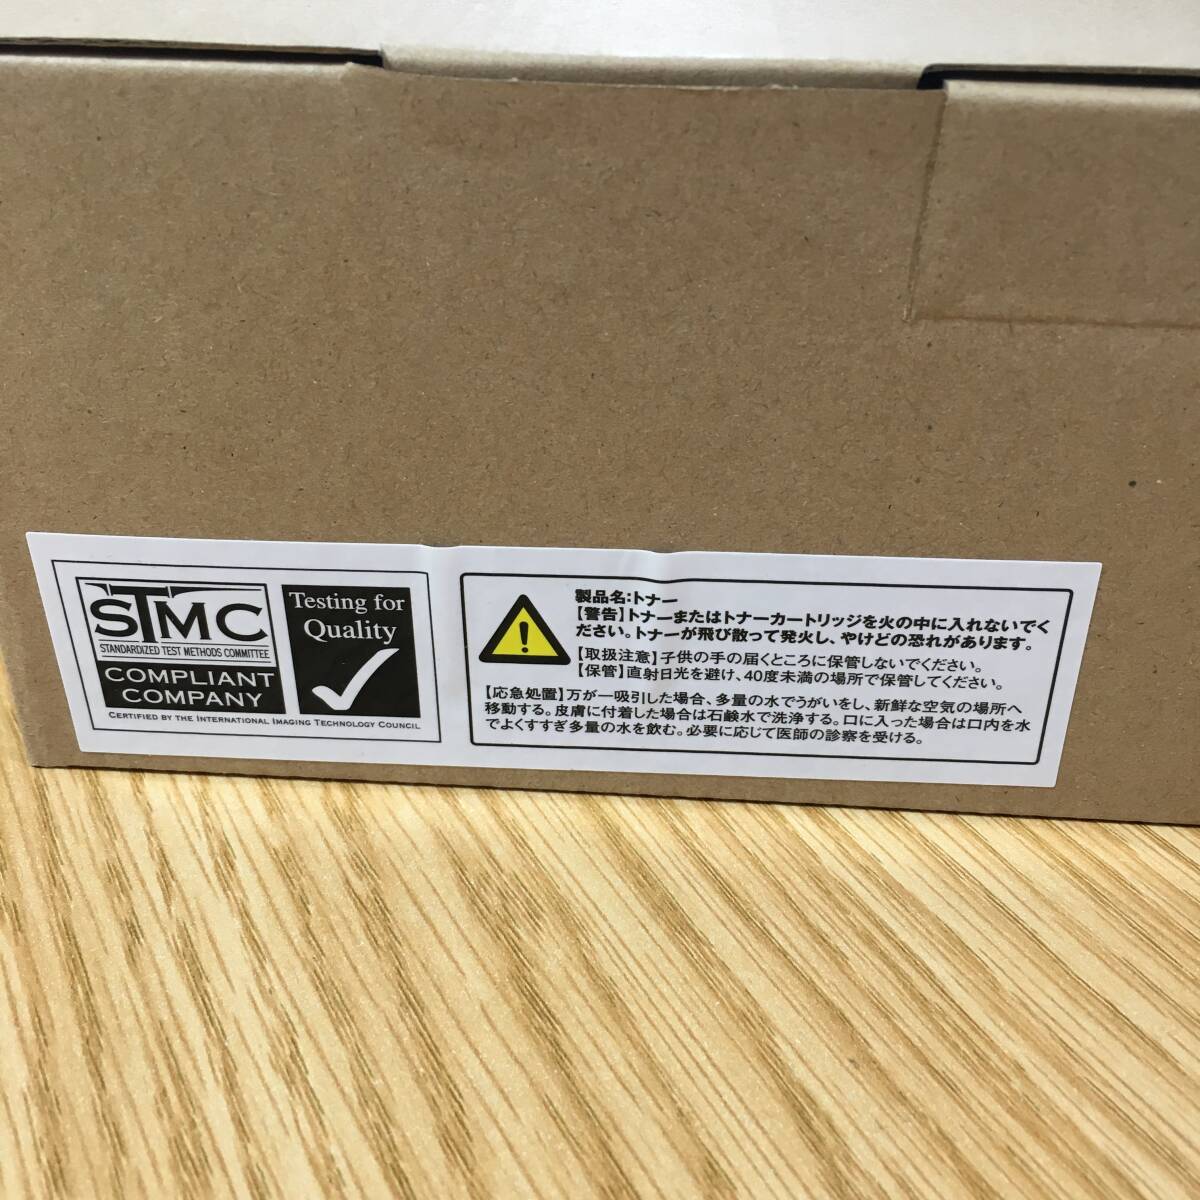 STMC
STANDARDIZED TEST METHODS COMMITTEE
COMPLIANT
COMPANY
Testing for
Quality
CERTIFIED BY THE INTERNATIONAL IMAGING TECHNOLOGY COUNCIL
製品名:トナー
【警告】トナーまたはトナーカートリッジを火の中に入れないでく
ださい。トナーが飛び散って発火し、やけどの恐れがあります。
【取扱注意】子供の手の届くところに保管しないでください。
【保管】直射日光を避け、40度未満の場所で保管してください。
【応急処置】万が一吸引した場合、多量の水でうがいをし、新鮮な空気の場所へ
移動する。皮膚に付着した場合は石鹸水で洗浄する。口に入った場合は口内を水
でよくすすぎ多量の水を飲む。必要に応じて医師の診察を受ける。